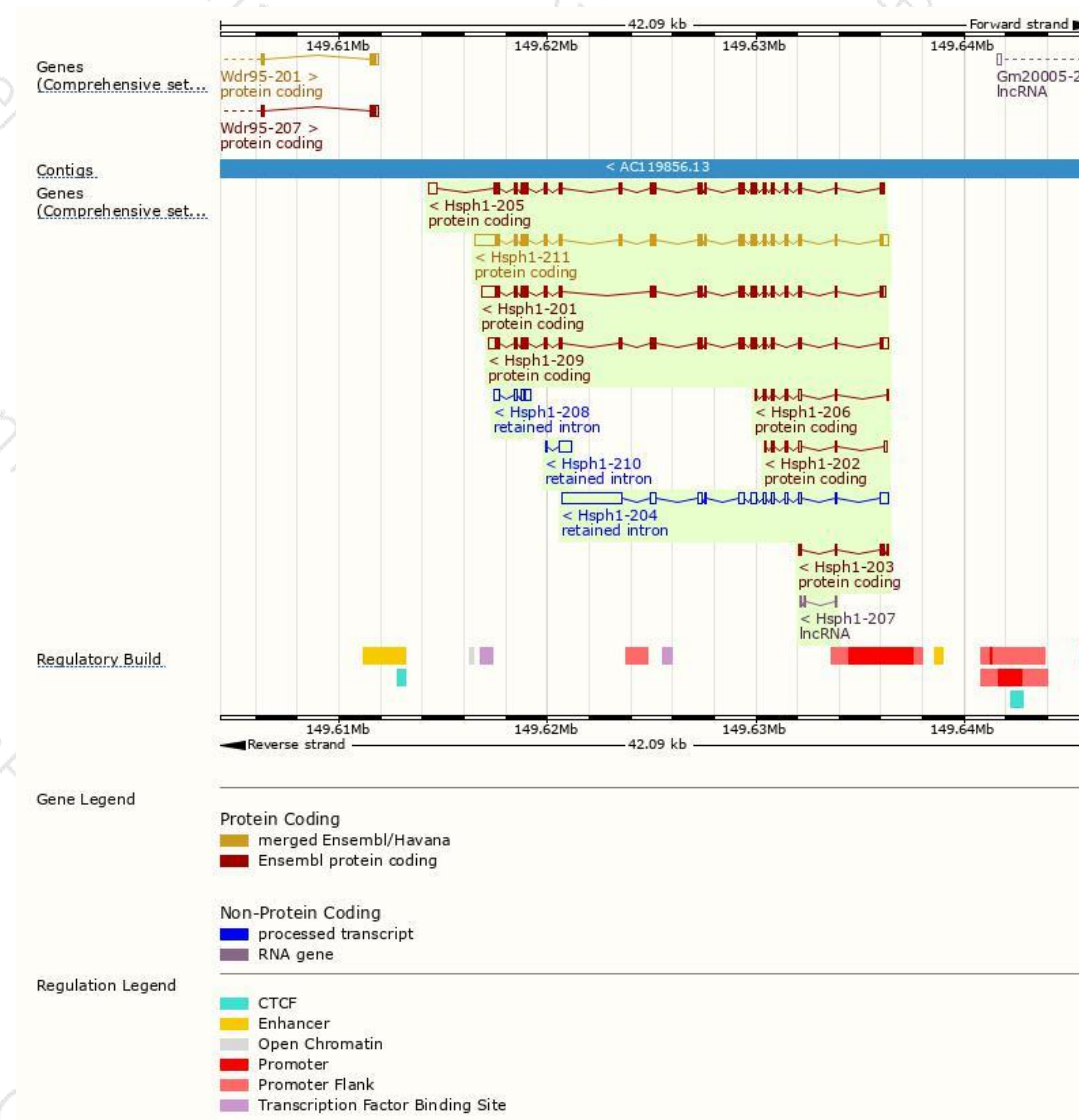 42.09 kb
Forward strand
149.61Mb 149.62Mb 149.63Mb 149.64Mb
Genes
(Comprehensive set...
Wdr95-201 >
protein coding
Gm20005-2
lncRNA
Wdr95-207 >
protein coding
Contigs
< AC119856.13
Genes
(Comprehensive set...
< Hsph1-205
protein coding
< Hsph1-211
protein coding
< Hsph1-201
protein coding
< Hsph1-209
protein coding
< Hsph1-208
retained intron
< Hsph1-206
protein coding
< Hsph1-210
retained intron
< Hsph1-202
protein coding
< Hsph1-204
retained intron
< Hsph1-203
protein coding
< Hsph1-207
lncRNA
Regulatory Build
149.61Mb 149.62Mb 149.63Mb 149.64Mb
Reverse strand
42.09 kb
Gene Legend
Protein Coding
merged Ensembl/Havana
Ensembl protein coding
Non-Protein Coding
processed transcript
RNA gene
Regulation Legend
CTCF
Enhancer
Open Chromatin
Promoter
Promoter Flank
Transcription Factor Binding Site